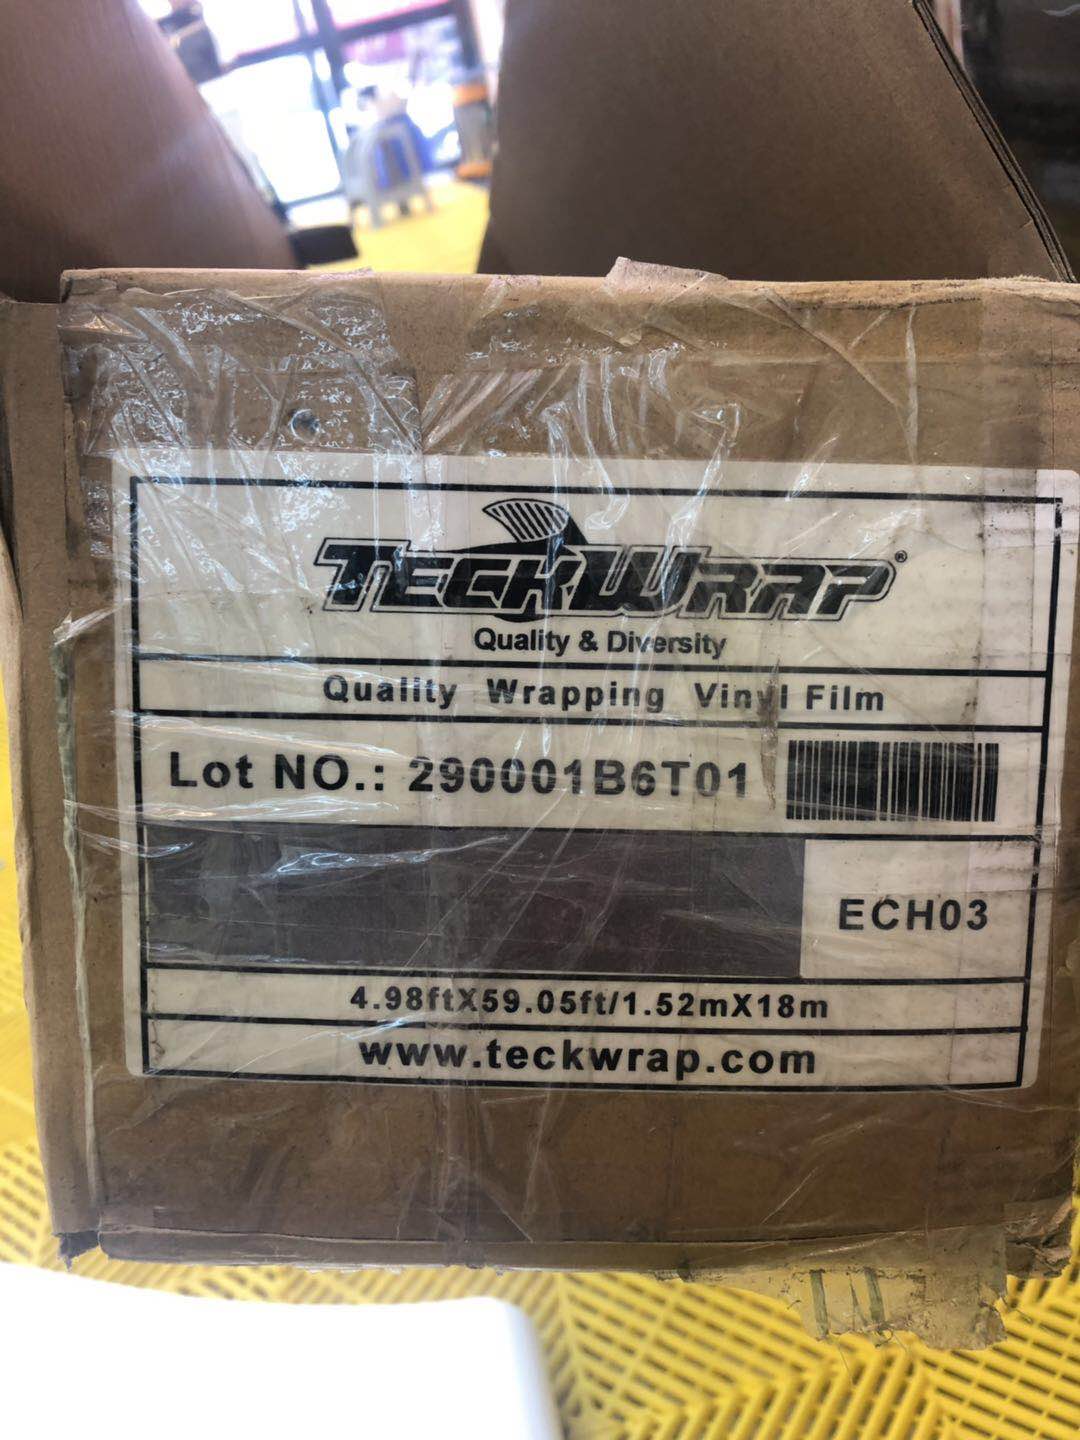 TECKWRAP®
Quality & Diversity
Quality Wrapping Vinyl Film
Lot NO.: 290001B6T01
ECH03
4.98ftX59.05ft/1.52mX18m
www.teckwrap.com